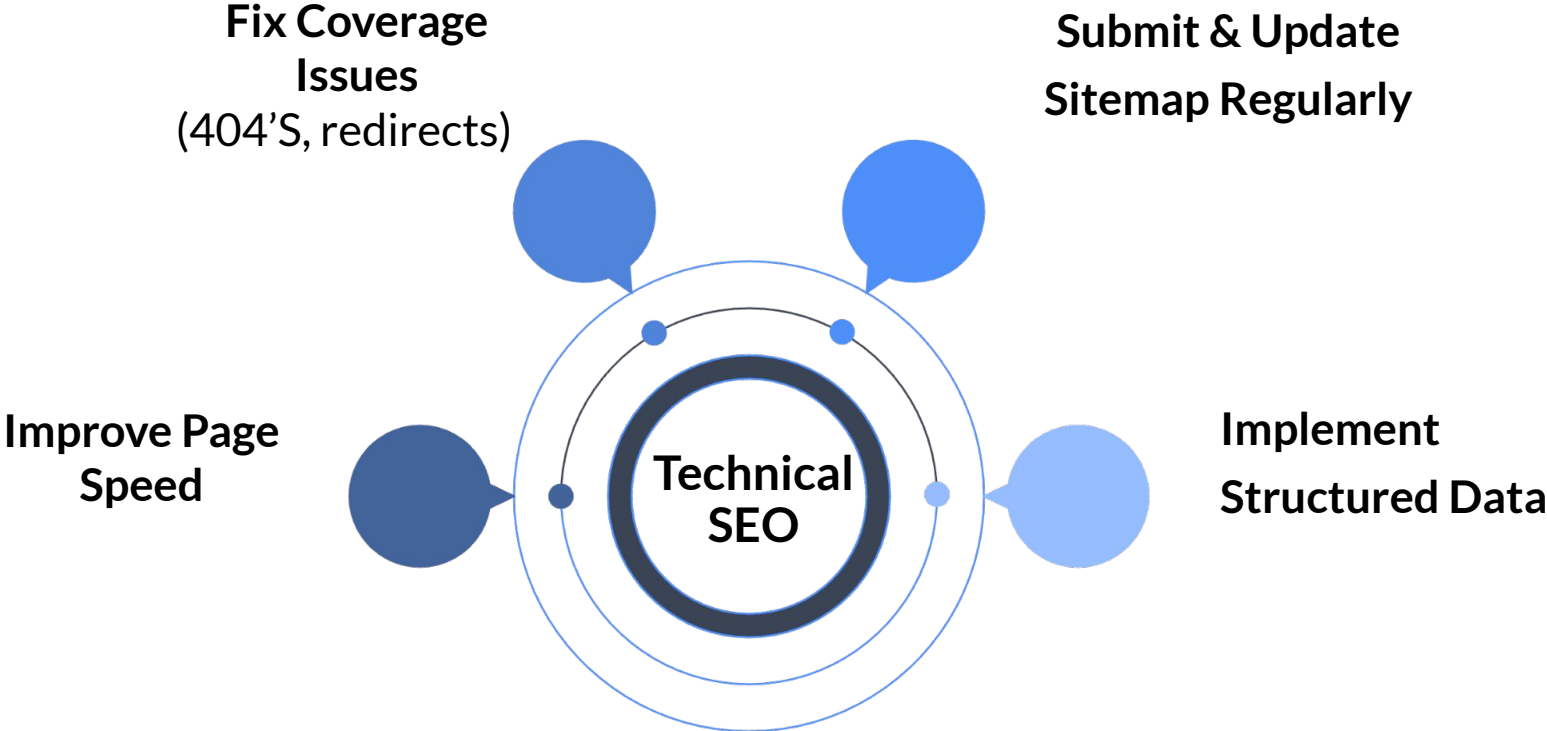 Fix Coverage
Issues
(404’S, redirects)
Submit & Update
Sitemap Regularly
Improve Page
Speed
Technical
SEO
Implement
Structured Data